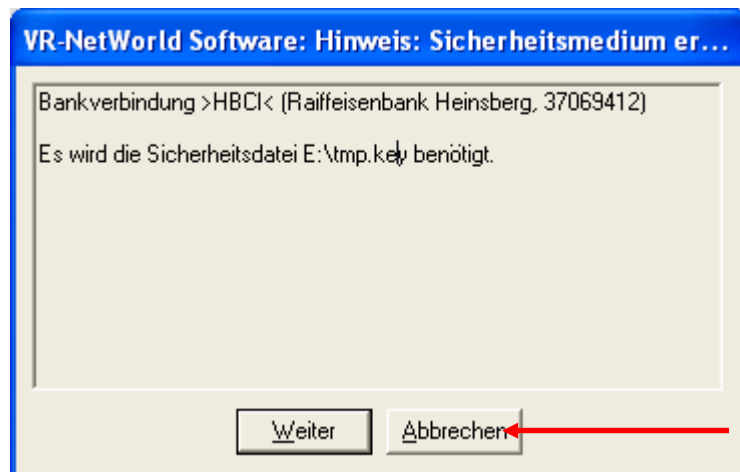 VR-NetWorld Software: Hinweis: Sicherheitsmedium er...
Bankverbindung >HBCI< (Raiffeisenbank Heinsberg, 37069412)
Es wird die Sicherheitsdatei E:\tmp.key benötigt.
Weiter
Abbrechen